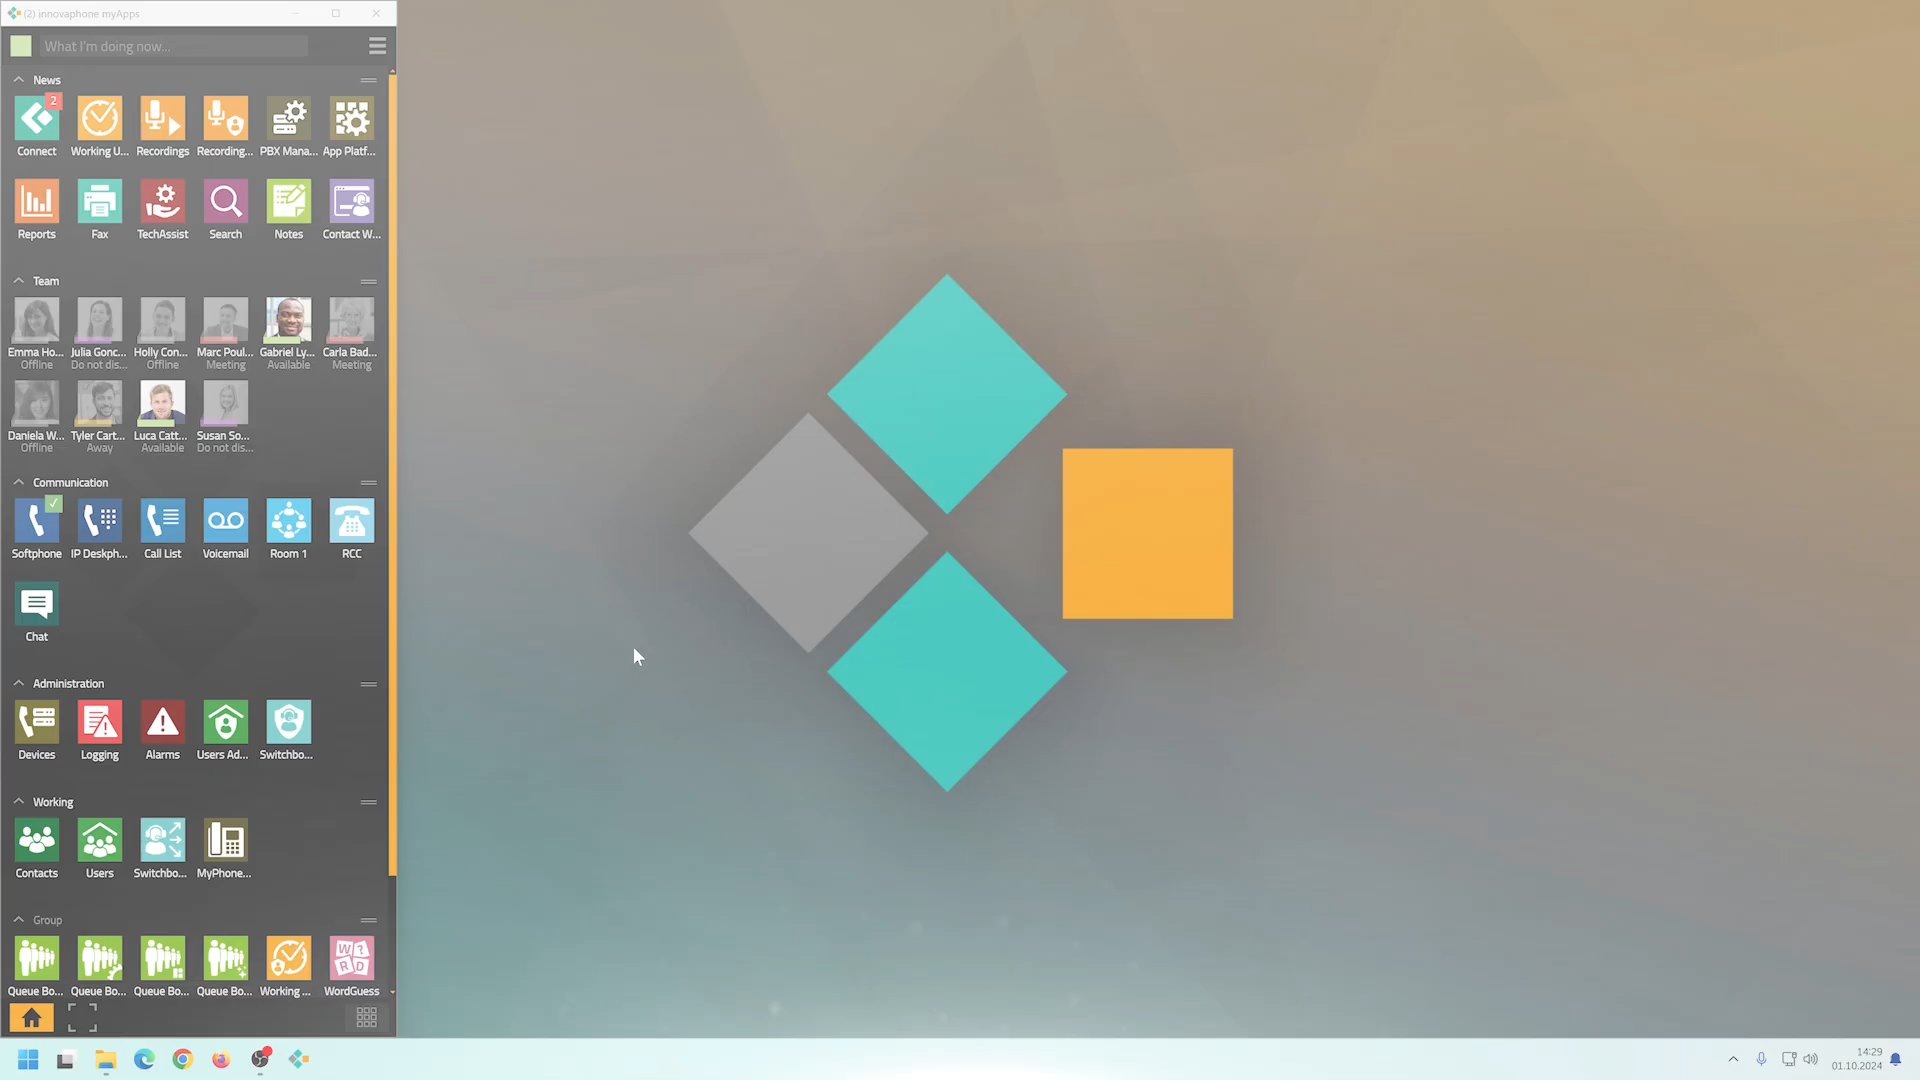 (2) innovaphone myApps
What I'm doing now...
News
2
Connect
Working U...
Recordings
Recording...
PBX Mana...
App Platf...
Reports
Fax
TechAssist
Search
Notes
Contact W...
Team
Emma Ho...
Julia Gonc...
Holly Con...
Marc Poul...
Gabriel Ly...
Carla Bad...
Offline
Do not dis...
Offline
Meeting
Available
Meeting
Daniela W...
Tyler Cart...
Luca Catt...
Susan So...
Offline
Away
Available
Do not dis...
Communication
Softphone
IP Deskph...
Call List
Voicemail
Room 1
RCC
Chat
Administration
Devices
Logging
Alarms
Users Ad...
Switchbo...
Working
Contacts
Users
Switchbo...
MyPhone...
Group
W?
RD
Queue Bo...
Queue Bo...
Queue Bo...
Queue Bo...
Working ...
WordGuess
14:29
01.10.2024